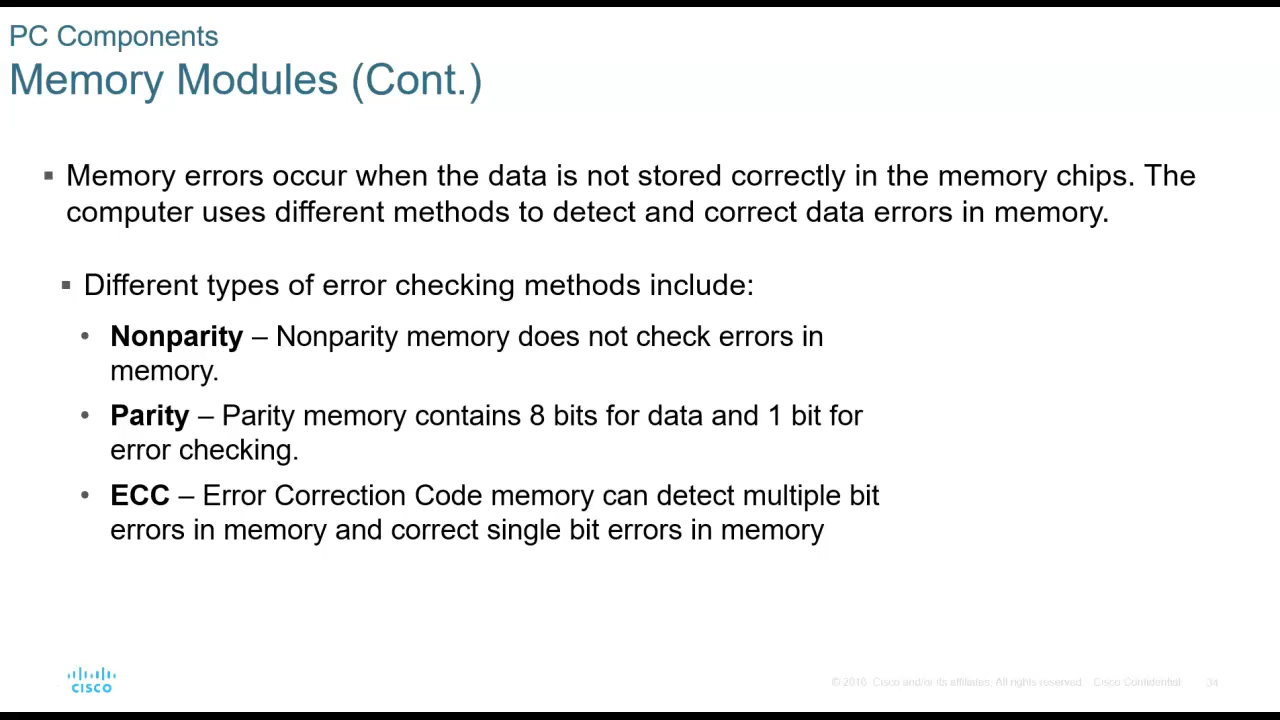 PC Components
Memory Modules (Cont.)
▪ Memory errors occur when the data is not stored correctly in the memory chips. The
computer uses different methods to detect and correct data errors in memory.
▪ Different types of error checking methods include:
• Nonparity – Nonparity memory does not check errors in
memory.
• Parity – Parity memory contains 8 bits for data and 1 bit for
error checking.
• ECC – Error Correction Code memory can detect multiple bit
errors in memory and correct single bit errors in memory
CISCO
© 2016 Cisco and/or its affiliates. All rights reserved. Cisco Confidential 34